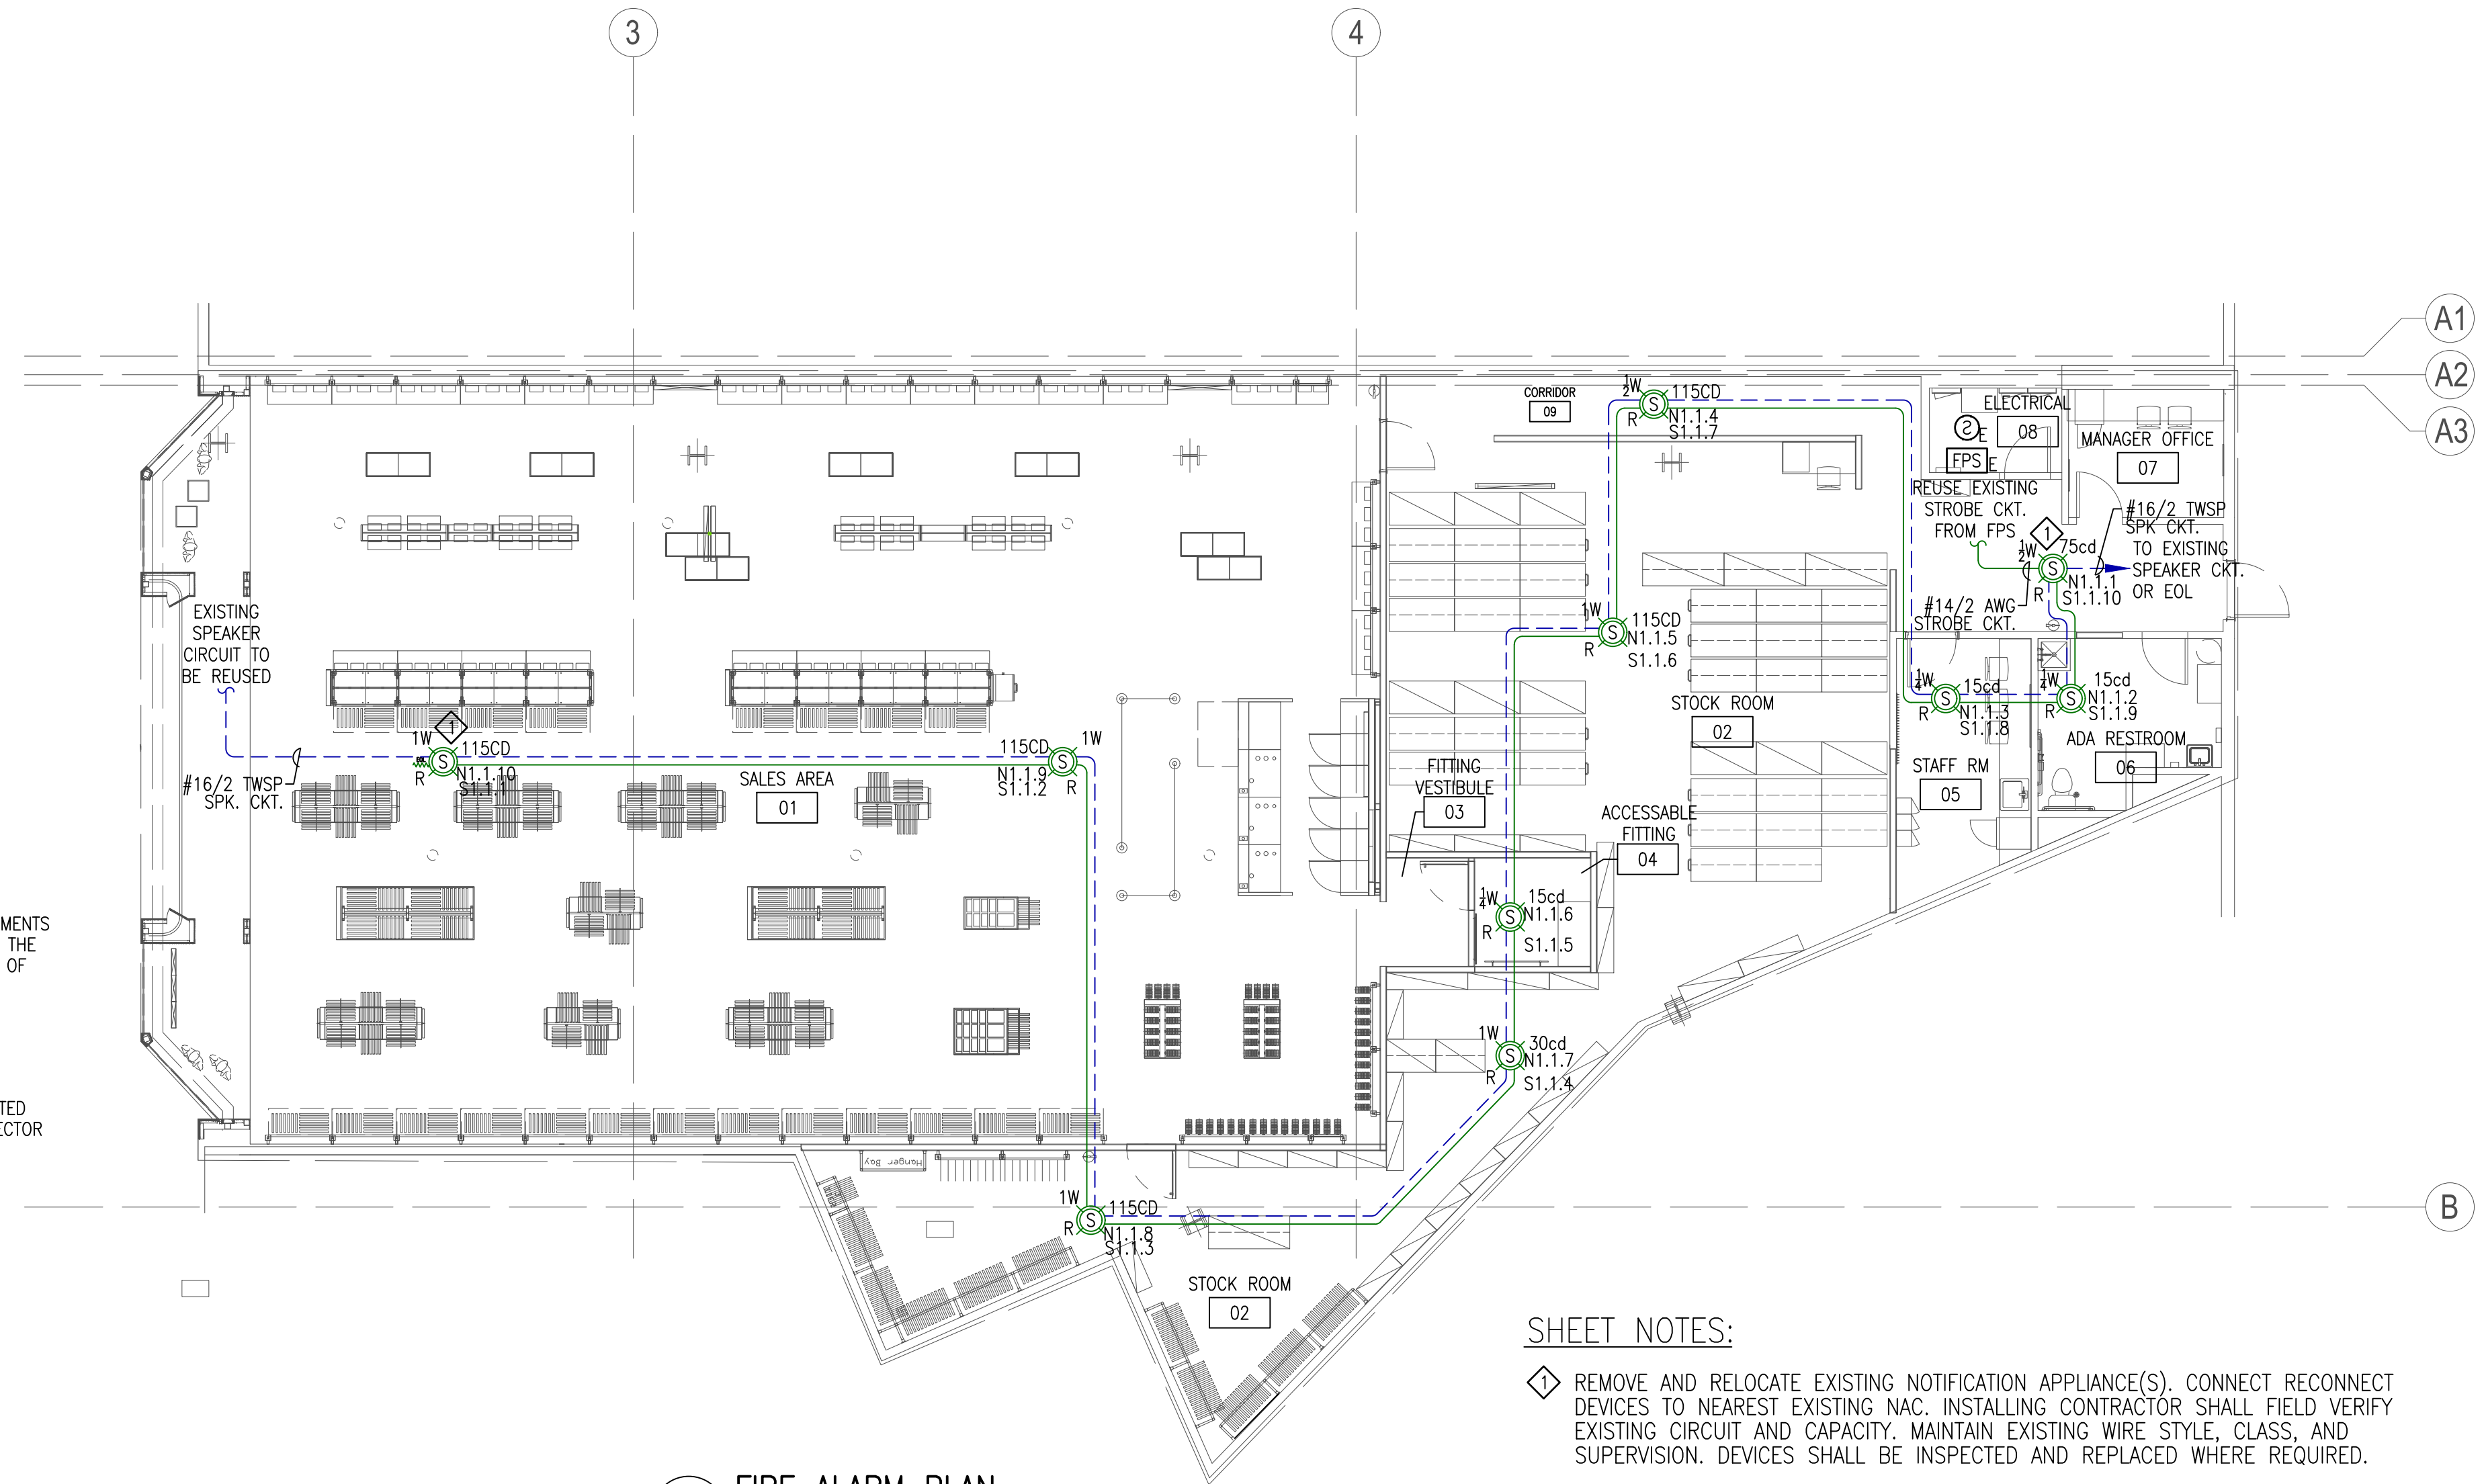 3
4
A1
A2
A3
B
CORRIDOR
09
1/2W
115CD
R
N1.1.4
S1.1.7
ELECTRICAL
08
S
E
FPS
E
MANAGER OFFICE
07
REUSE EXISTING
STROBE CKT.
FROM FPS
#16/2 TWSP
SPK CKT.
TO EXISTING
SPEAKER CKT.
OR EOL
1
1/2W
75cd
S
N1.1.1
R
S1.1.10
#14/2 AWG
STROBE CKT.
1W
115CD
S
N1.1.5
R
S1.1.6
1/4W
15cd
S
R
N1.1.3
S1.1.8
1/4W
15cd
S
N1.1.2
R
S1.1.9
STAFF RM
05
ADA RESTROOM
06
STOCK ROOM
02
EXISTING
SPEAKER
CIRCUIT TO
BE REUSED
#16/2 TWSP
SPK. CKT.
1
1W
115CD
EOL
S
R
N1.1.10
S1.1.1
SALES AREA
01
115CD
1W
S
N1.1.9
S1.1.2
R
FITTING
VESTIBULE
03
ACCESSABLE
FITTING
04
1/4W
15cd
S
N1.1.6
R
S1.1.5
1W
30cd
S
N1.1.7
R
S1.1.4
MENTS
THE
OF
TED
ECTOR
Hanger Bay
1W
115CD
S
R
N1.1.8
S1.1.3
STOCK ROOM
02
SHEET NOTES:
1 REMOVE AND RELOCATE EXISTING NOTIFICATION APPLIANCE(S). CONNECT RECONNECT
DEVICES TO NEAREST EXISTING NAC. INSTALLING CONTRACTOR SHALL FIELD VERIFY
EXISTING CIRCUIT AND CAPACITY. MAINTAIN EXISTING WIRE STYLE, CLASS, AND
SUPERVISION. DEVICES SHALL BE INSPECTED AND REPLACED WHERE REQUIRED.
FIRE ALARM PLAN